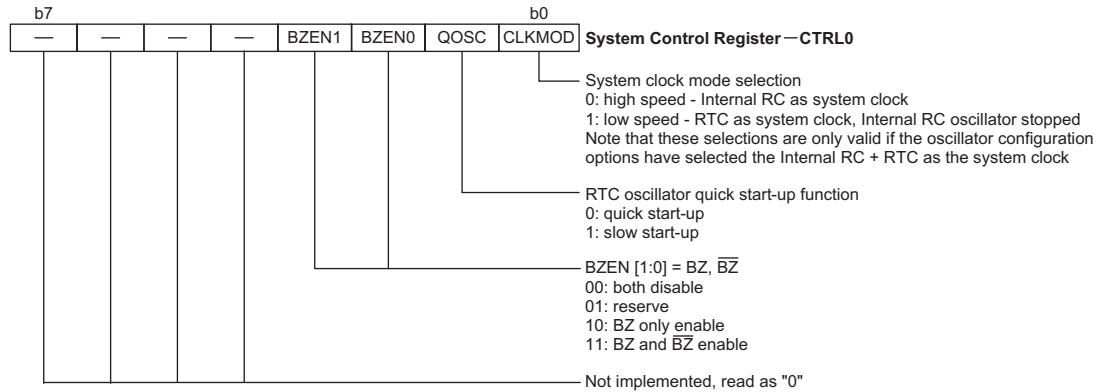 b7 b0
— — — — BZEN1 BZEN0 QOSC CLKMOD System Control Register—CTRL0
System clock mode selection
0: high speed - Internal RC as system clock
1: low speed - RTC as system clock, Internal RC oscillator stopped
Note that these selections are only valid if the oscillator configuration
options have selected the Internal RC + RTC as the system clock
RTC oscillator quick start-up function
0: quick start-up
1: slow start-up
BZEN [1:0] = BZ, B̅Z̅
00: both disable
01: reserve
10: BZ only enable
11: BZ and B̅Z̅ enable
Not implemented, read as "0"